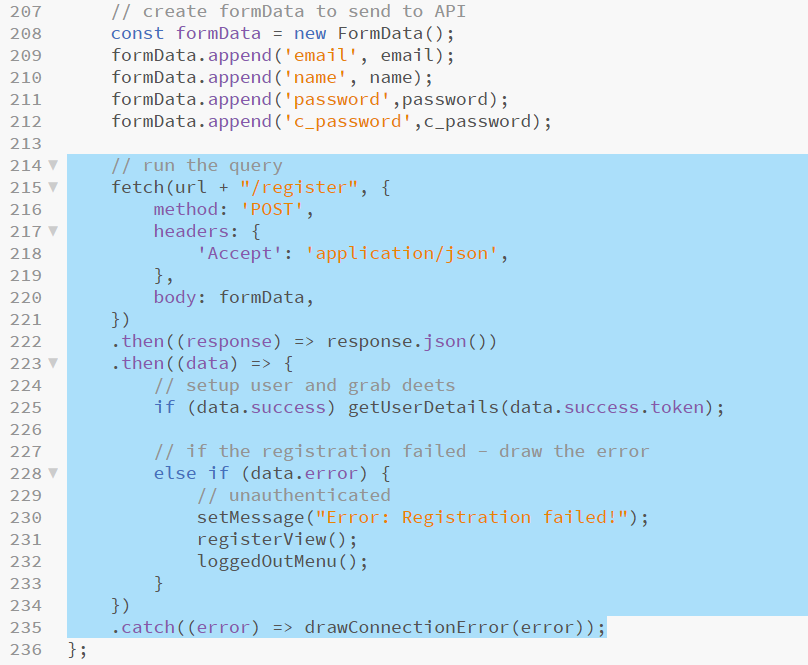 207 // create formData to send to API
208 const formData = new FormData();
209 formData.append('email', email);
210 formData.append('name', name);
211 formData.append('password',password);
212 formData.append('c_password',c_password);
213
214 // run the query
215 fetch(url + "/register", {
216 method: 'POST',
217 headers: {
218 'Accept': 'application/json',
219 },
220 body: formData,
221 })
222 .then((response) => response.json())
223 .then((data) => {
224 // setup user and grab deets
225 if (data.success) getUserDetails(data.success.token);
226
227 // if the registration failed - draw the error
228 else if (data.error) {
229 // unauthenticated
230 setMessage("Error: Registration failed!");
231 registerView();
232 loggedOutMenu();
233 }
234 })
235 .catch((error) => drawConnectionError(error));
236 };